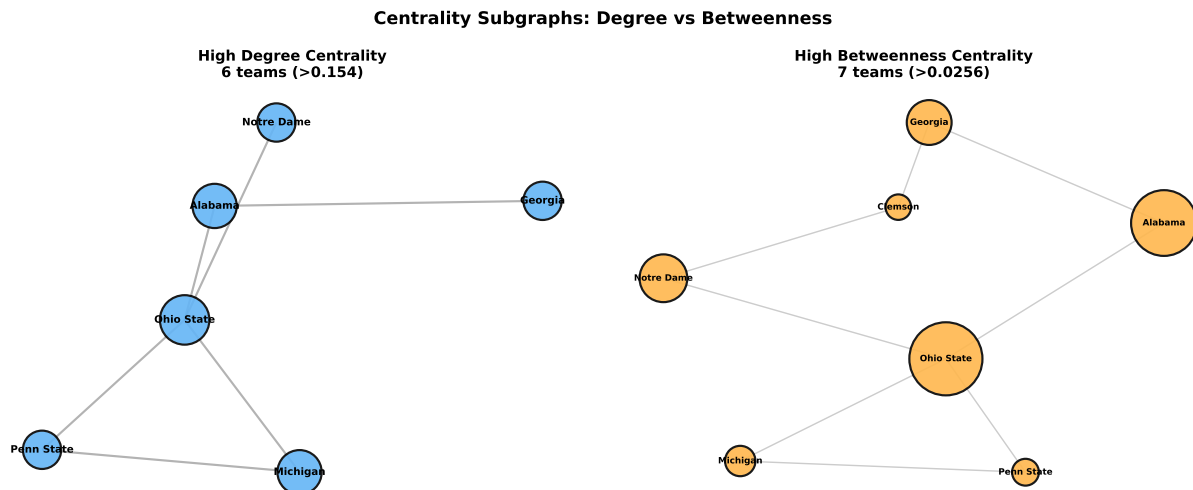 Centrality Subgraphs: Degree vs Betweenness
High Degree Centrality
6 teams (>0.154)
Notre Dame
Alabama
Georgia
Ohio State
Penn State
Michigan
High Betweenness Centrality
7 teams (>0.0256)
Georgia
Clemson
Alabama
Notre Dame
Ohio State
Michigan
Penn State